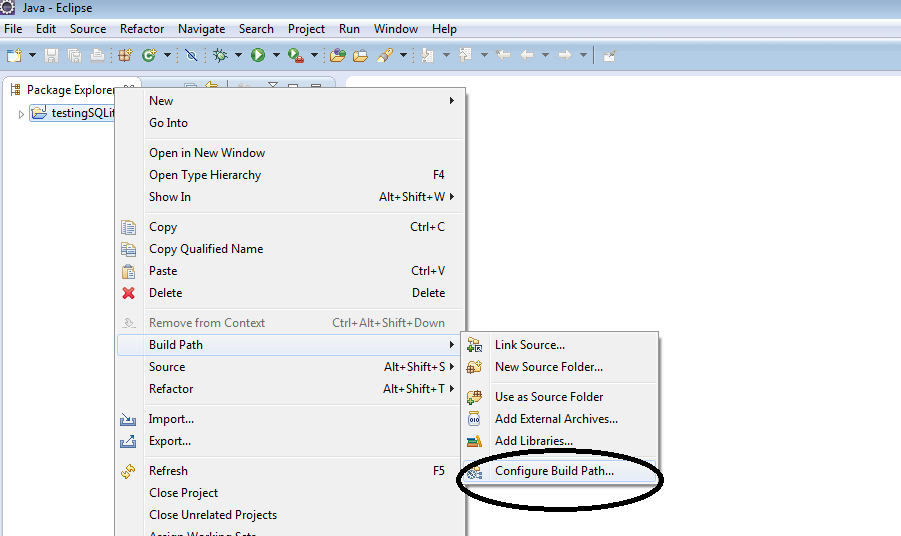 Java - Eclipse
File Edit Source Refactor Navigate Search Project Run Window Help
Package Explorer
testingSQLit
New
Go Into
Open in New Window
Open Type Hierarchy F4
Show In Alt+Shift+W
Copy Ctrl+C
Copy Qualified Name
Paste Ctrl+V
Delete Delete
Remove from Context Ctrl+Alt+Shift+Down
Build Path
Link Source...
New Source Folder...
Source Alt+Shift+S
Refactor Alt+Shift+T
Use as Source Folder
Import...
Add External Archives...
Export...
Add Libraries...
Refresh F5
Configure Build Path...
Close Project
Close Unrelated Projects
Assign Working Sets